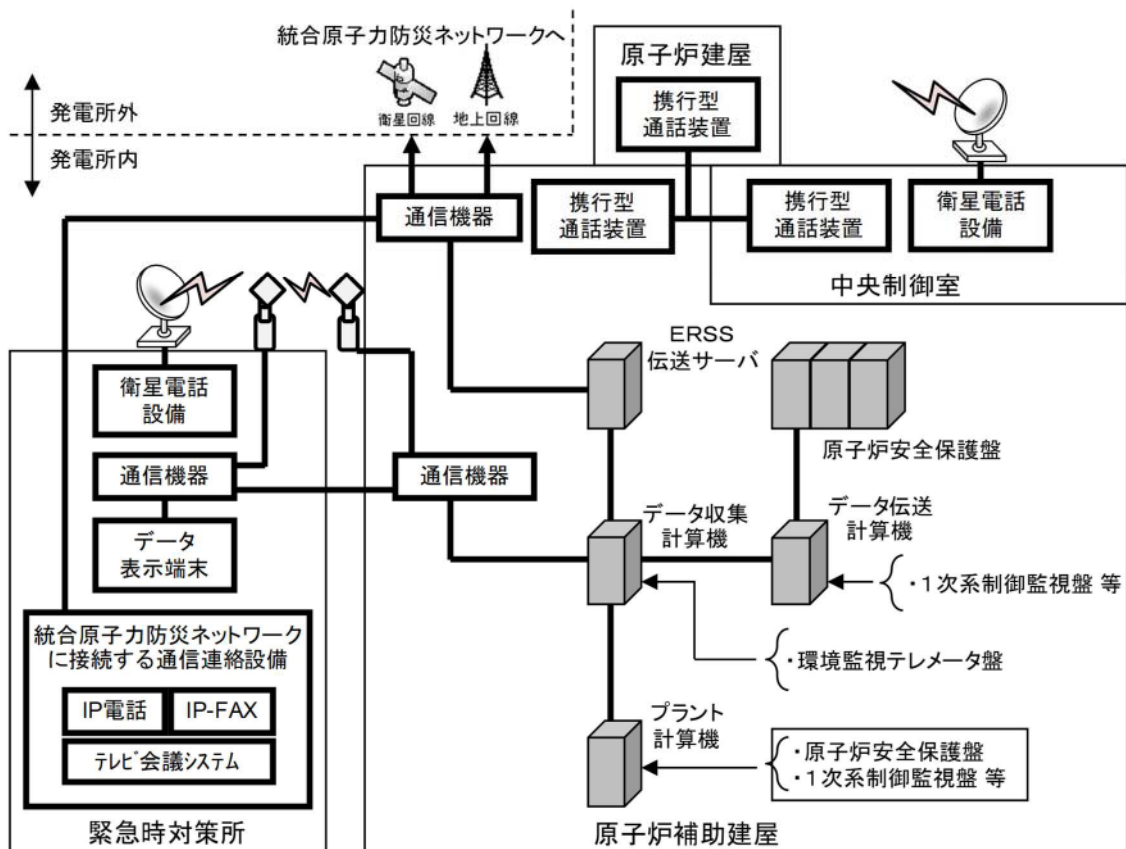 統合原子力防災ネットワークへ
発電所外
発電所内
衛星回線
地上回線
原子炉建屋
携行型
通話装置
通信機器
携行型
通話装置
携行型
通話装置
衛星電話
設備
中央制御室
ERSS
伝送サーバ
原子炉安全保護盤
衛星電話
設備
通信機器
通信機器
データ
表示端末
データ収集
計算機
データ伝送
計算機
・1次系制御監視盤 等
・環境監視テレメータ盤
統合原子力防災ネットワーク
に接続する通信連絡設備
IP電話
IP-FAX
テレビ会議システム
プラント
計算機
・原子炉安全保護盤
・1次系制御監視盤 等
緊急時対策所
原子炉補助建屋